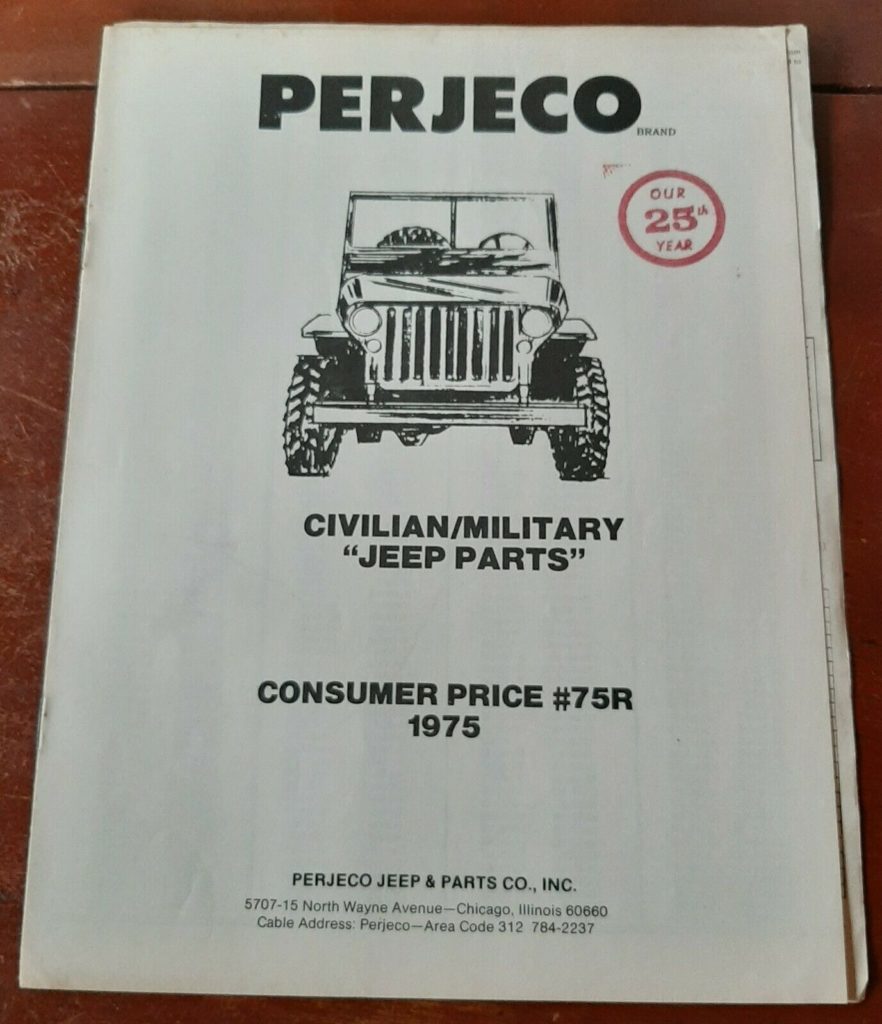 PERJECO
BRAND
OUR
25th
YEAR
CIVILIAN/MILITARY
“JEEP PARTS”
CONSUMER PRICE #75R
1975
PERJECO JEEP & PARTS CO., INC.
5707-15 North Wayne Avenue—Chicago, Illinois 60660
Cable Address: Perjeco—Area Code 312 784-2237